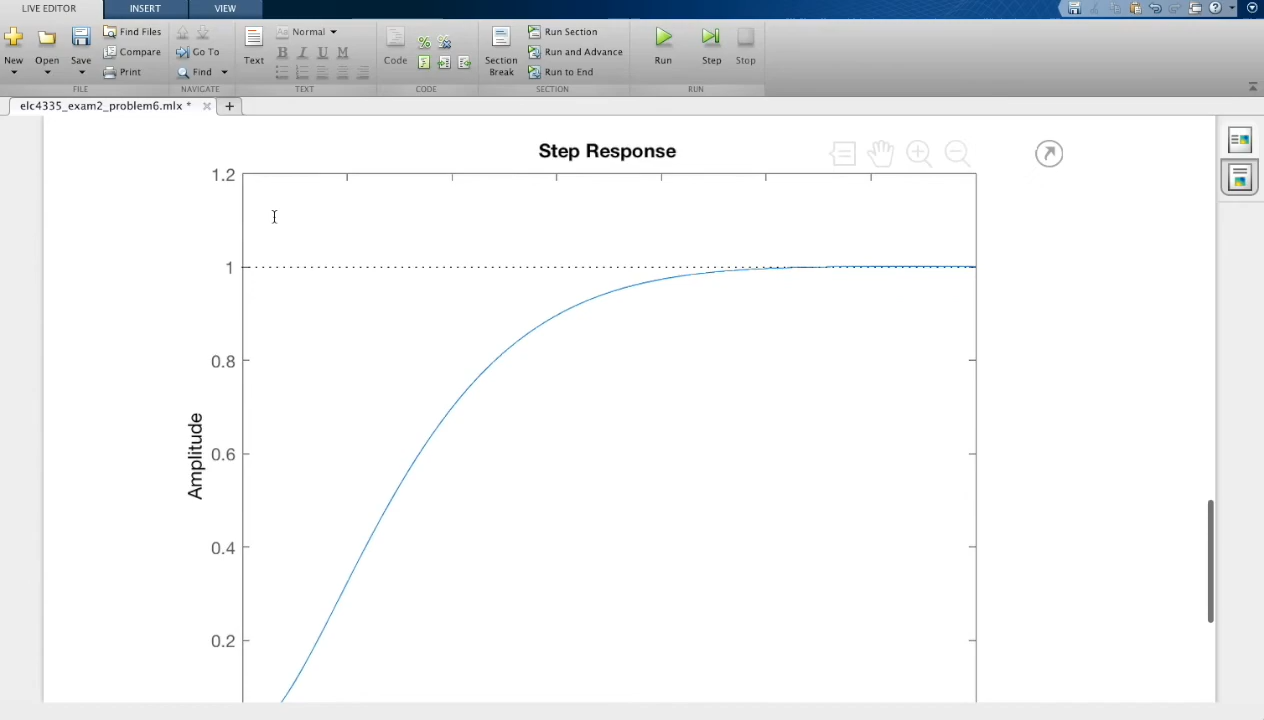 LIVE EDITOR INSERT VIEW
New Open Save Find Files Compare Print
FILE
Go To Find
NAVIGATE
Text Aa Normal B I U M
TEXT
Code
CODE
Section Break Run Section Run and Advance Run to End
SECTION
Run Step Stop
RUN
elc4335_exam2_problem6.mlx *
Step Response
1.2
1
0.8
0.6
Amplitude
0.4
0.2